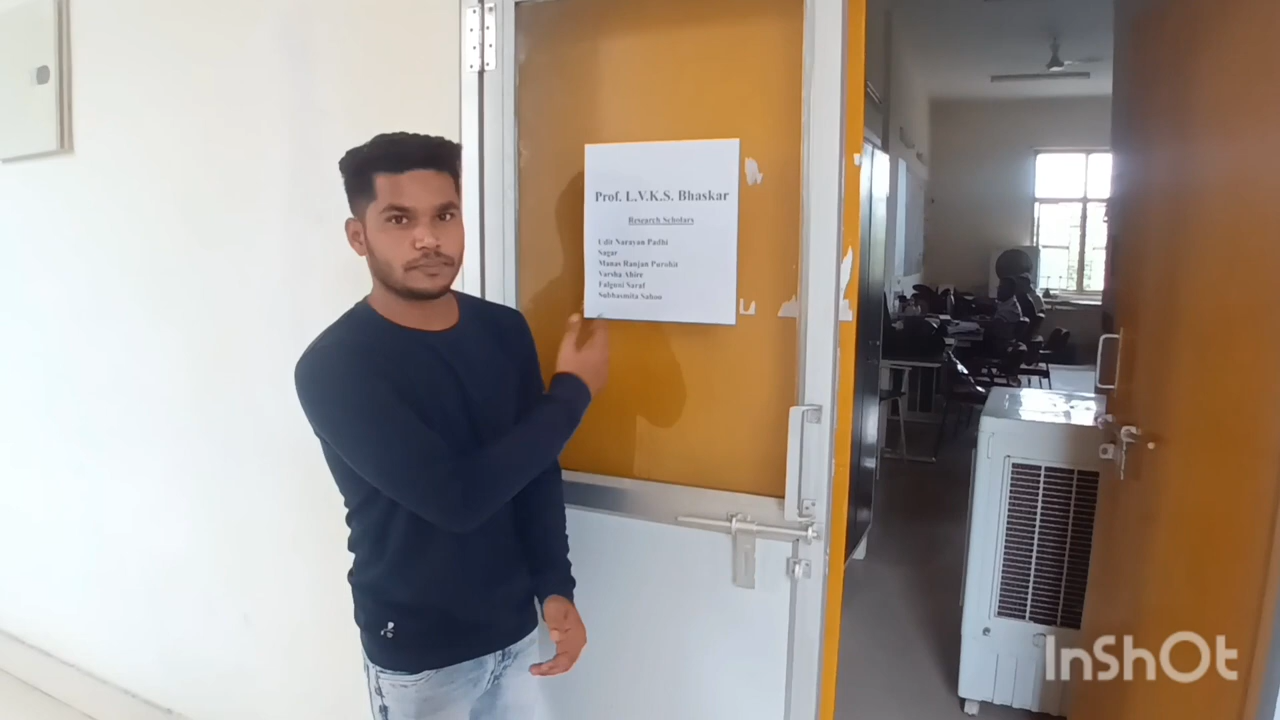 Prof. L.V.K.S. Bhaskar
Research Scholars
Udit Narayan Padhi
Sagar
Manas Ranjan Purohit
Varsha Ahire
Falguni Saraf
Subhasmita Sahoo
InShOt